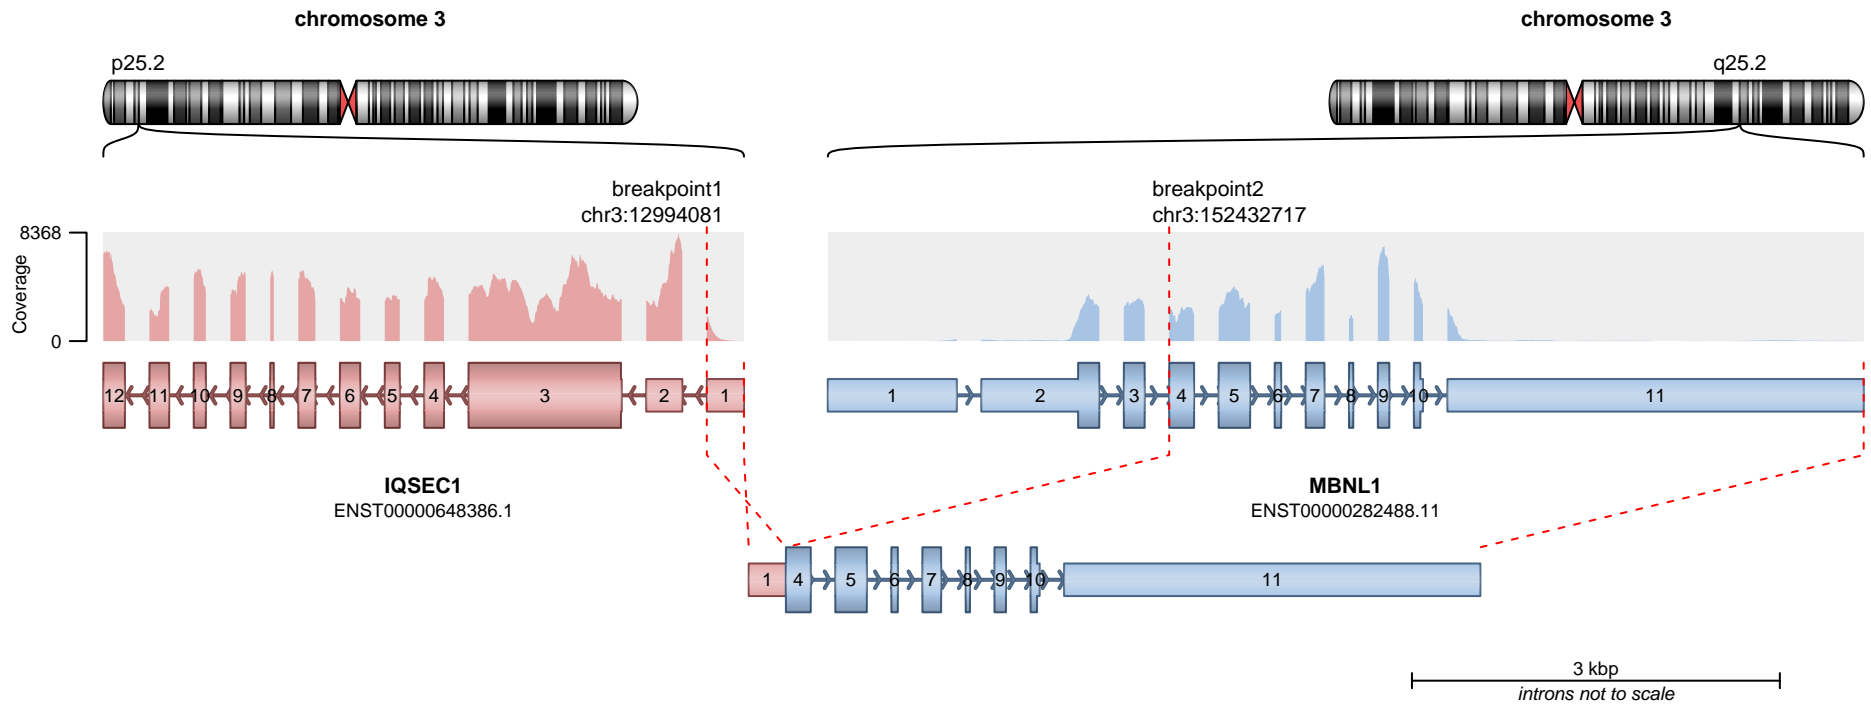 chromosome 3
chromosome 3
p25.2
q25.2
breakpoint1
chr3:12994081
breakpoint2
chr3:152432717
8368
Coverage
0
12 11 10 9 8 7 6 5 4 3 2 1
1 2 3 4 5 6 7 8 9 10 11
IQSEC1
ENST00000648386.1
MBNL1
ENST00000282488.11
1 4 5 6 7 8 9 10 11
3 kbp
introns not to scale